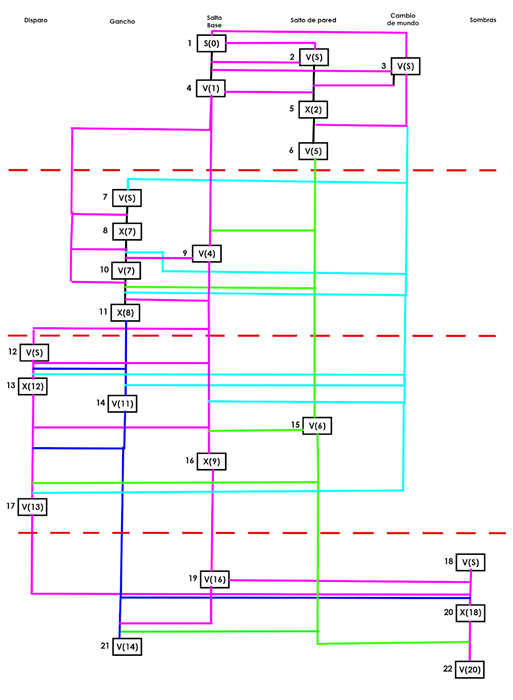 Disparo Gancho Salto Base Salto de pared Cambio de mundo Sombras
1 S(0)
2 V(S)
3 V(S)
4 V(1)
5 X(2)
6 V(5)
7 V(S)
8 X(7)
9 V(4)
10 V(7)
11 X(8)
12 V(S)
13 X(12)
14 V(11)
15 V(6)
16 X(9)
17 V(13)
18 V(S)
19 V(16)
20 X(18)
21 V(14)
22 V(20)